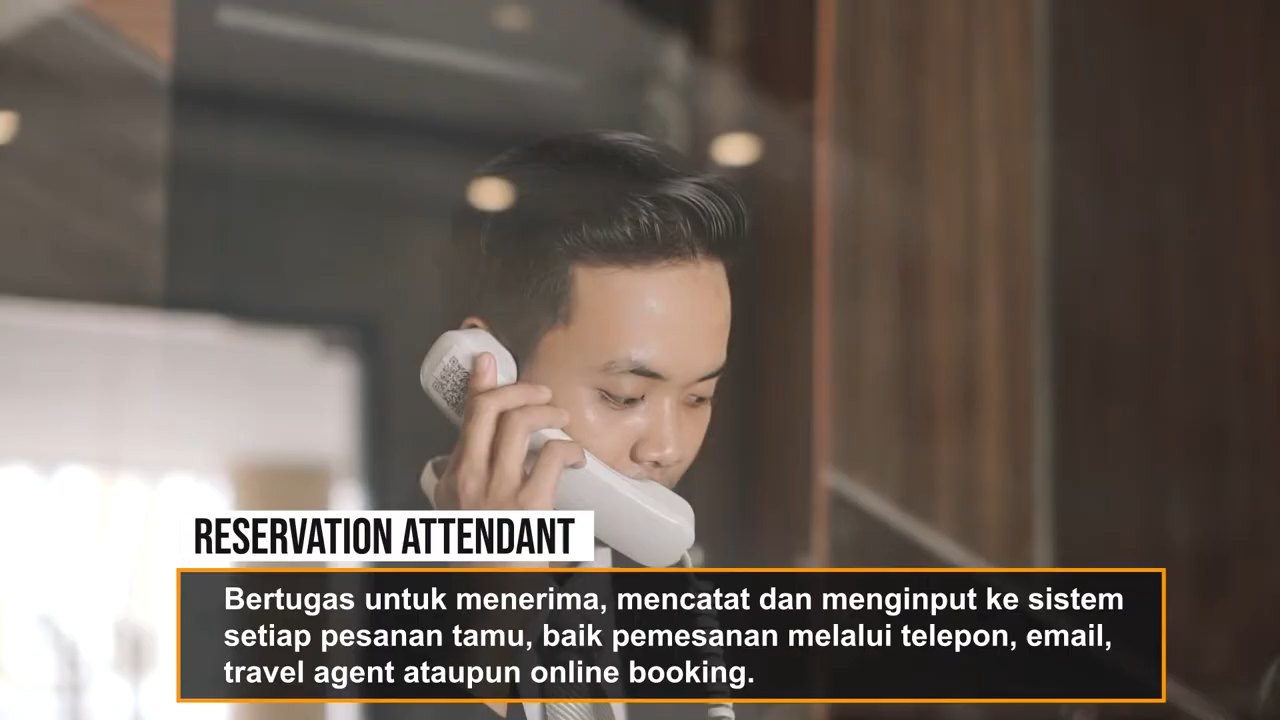 RESERVATION ATTENDANT
Bertugas untuk menerima, mencatat dan menginput ke sistem
setiap pesanan tamu, baik pemesanan melalui telepon, email,
travel agent ataupun online booking.